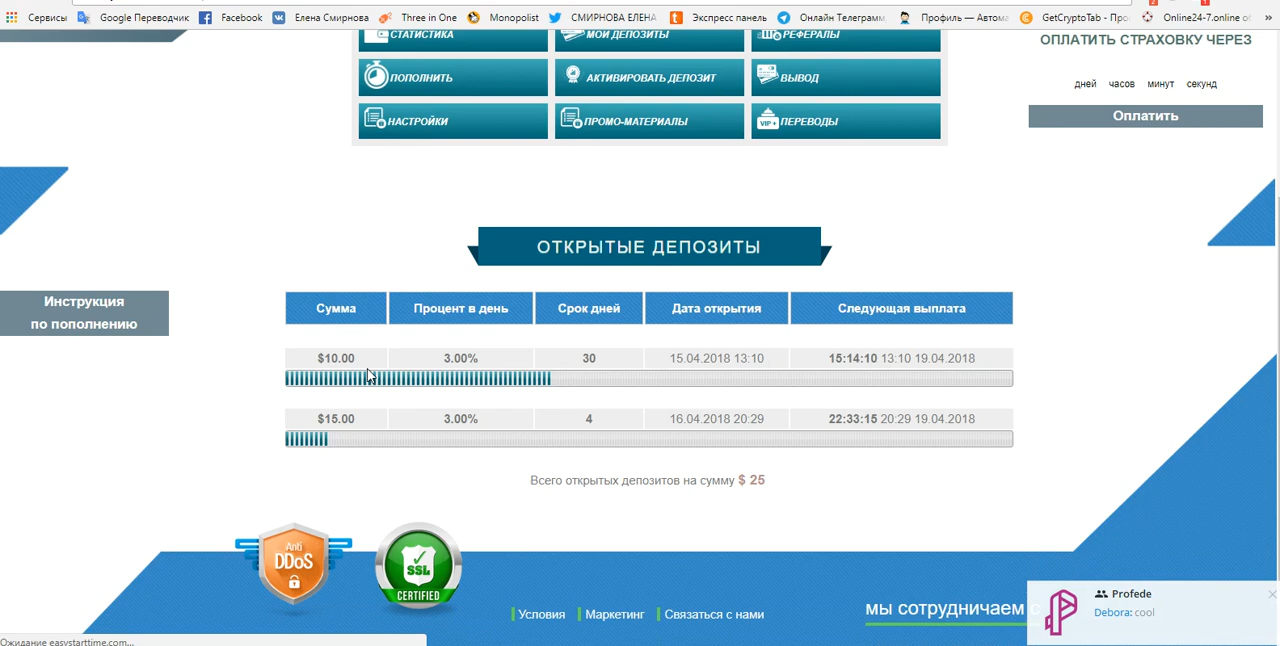 Сервисы Google Переводчик Facebook Елена Смирнова Three in One Monopolist СМИРНОВА ЕЛЕНА Экспресс панель Онлайн Телеграмм, Профиль — Автома GetCryptoTab - Про Online24-7.online o »
СТАТИСТИКА МОИ ДЕПОЗИТЫ РЕФЕРАЛЫ
ОПЛАТИТЬ СТРАХОВКУ ЧЕРЕЗ
ПОПОЛНИТЬ АКТИВИРОВАТЬ ДЕПОЗИТ ВЫВОД
дней часов минут секунд
Оплатить
НАСТРОЙКИ ПРОМО-МАТЕРИАЛЫ VIP+ ПЕРЕВОДЫ
ОТКРЫТЫЕ ДЕПОЗИТЫ
Инструкция
по пополнению
Сумма Процент в день Срок дней Дата открытия Следующая выплата
$10.00 3.00% 30 15.04.2018 13:10 15:14:10 13:10 19.04.2018
$15.00 3.00% 4 16.04.2018 20:29 22:33:15 20:29 19.04.2018
Всего открытых депозитов на сумму $ 25
Anti
DDoS
SSL
CERTIFIED
Условия Маркетинг Связаться с нами
мы сотрудничаем с
Profede
Debora: cool
Ожидание easystarttime.com...